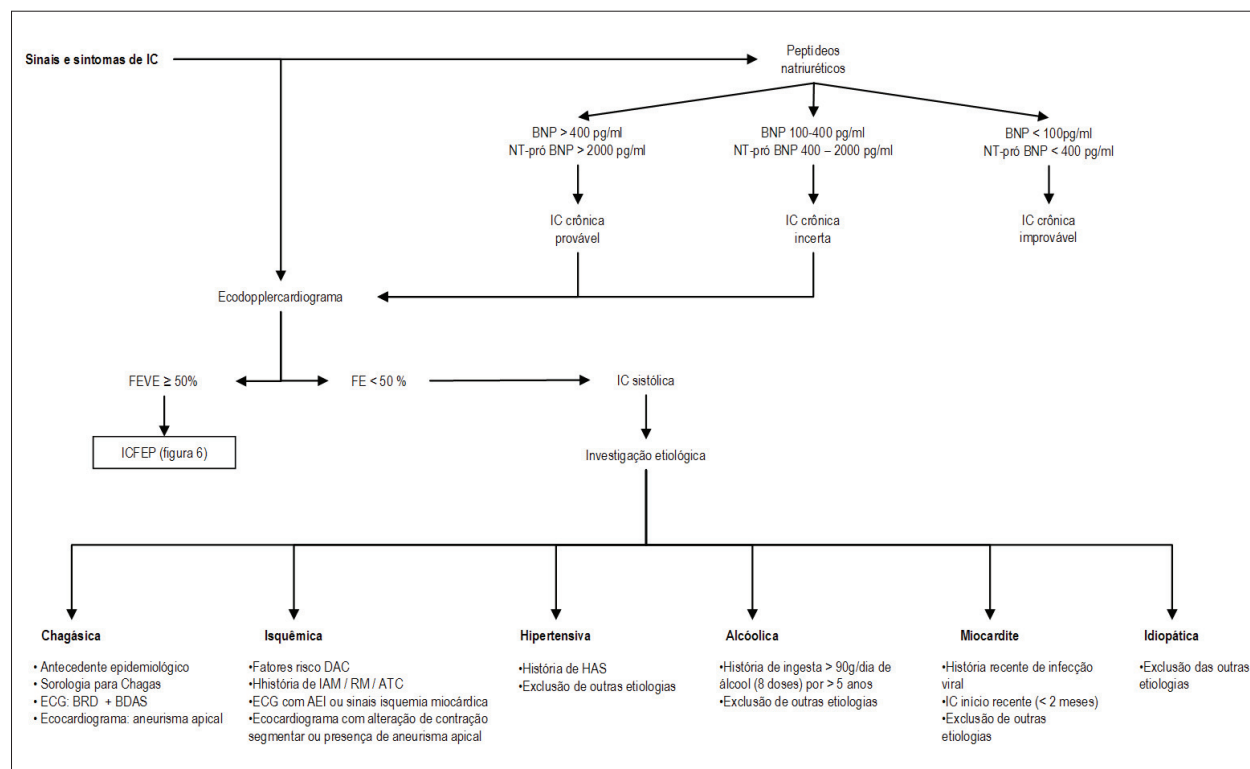 Sinais e sintomas de IC
Peptídeos
natriuréticos
BNP > 400 pg/ml
NT-pró BNP > 2000 pg/ml
BNP 100-400 pg/ml
NT-pró BNP 400 – 2000 pg/ml
BNP < 100pg/ml
NT-pró BNP < 400 pg/ml
IC crônica
provável
IC crônica
incerta
IC crônica
improvável
Ecodopplercardiograma
FEVE ≥ 50%
FE < 50 %
IC sistólica
ICFEP (figura 6)
Investigação etiológica
Chagásica
• Antecedente epidemiológico
• Sorologia para Chagas
• ECG: BRD + BDAS
• Ecocardiograma: aneurisma apical
Isquêmica
•Fatores risco DAC
•Hhistória de IAM / RM / ATC
•ECG com AEI ou sinais isquemia miocárdica
•Ecocardiograma com alteração de contração
segmentar ou presença de aneurisma apical
Hipertensiva
•História de HAS
•Exclusão de outras etiologias
Alcóolica
•História de ingesta > 90g/dia de
álcool (8 doses) por > 5 anos
•Exclusão de outras etiologias
Miocardite
•História recente de infecção
viral
•IC início recente (< 2 meses)
•Exclusão de outras
etiologias
Idiopática
•Exclusão das outras
etiologias